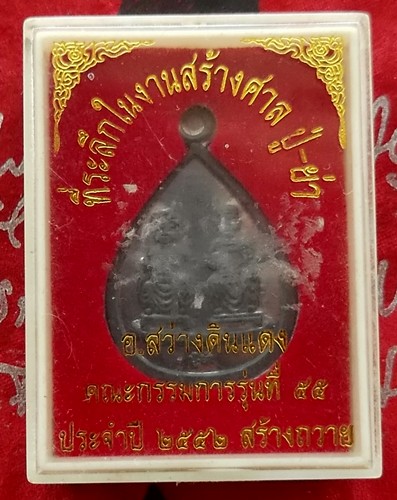 ที่ระลึกในงานสร้างศาล ปู่-ย่า
อ.สว่างดินแดง
คณะกรรมการรุ่นที่ ๕๕
ประจำปี ๒๕๕๒ สร้างถวาย